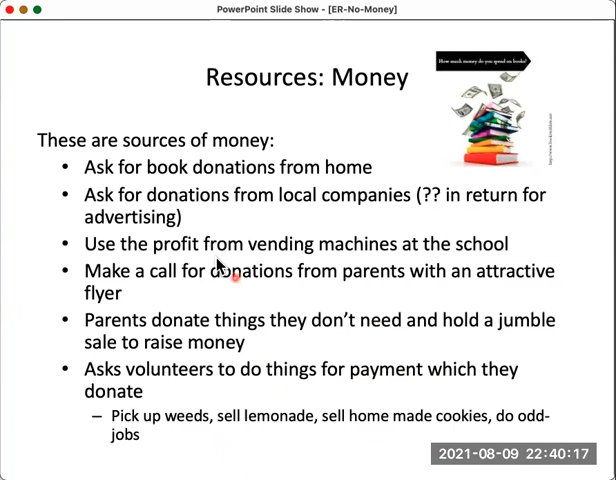 PowerPoint Slide Show - [ER-No-Money]
How much money do you spend on books?
Resources: Money
These are sources of money:
• Ask for book donations from home
• Ask for donations from local companies (?? in return for
advertising)
• Use the profit from vending machines at the school
• Make a call for donations from parents with an attractive
flyer
• Parents donate things they don't need and hold a jumble
sale to raise money
• Asks volunteers to do things for payment which they
donate
– Pick up weeds, sell lemonade, sell home made cookies, do odd-
jobs
2021-08-09 22:40:17